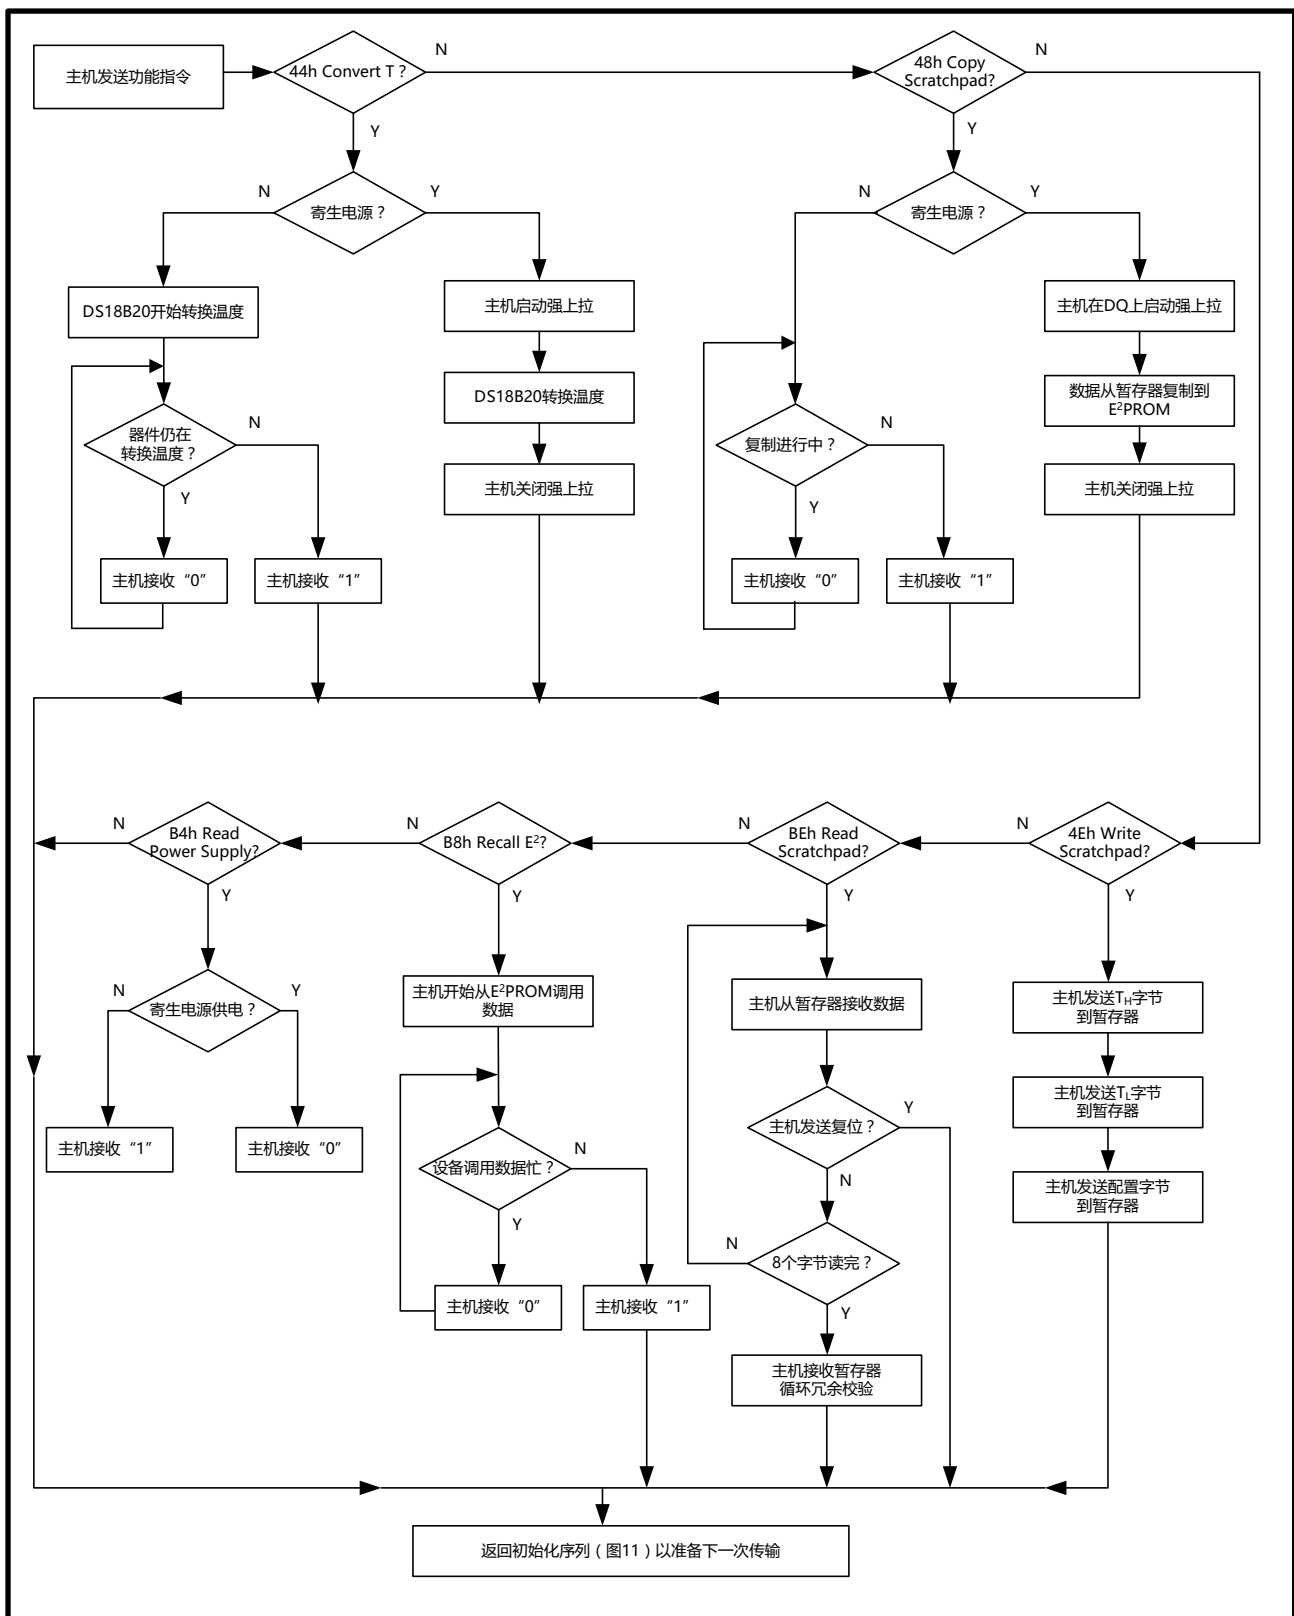 主机发送功能指令
44h Convert T？
N
48h Copy
Scratchpad?
N
Y
Y
N
寄生电源？
Y
N
寄生电源？
Y
DS18B20开始转换温度
主机启动强上拉
主机在DQ上启动强上拉
DS18B20转换温度
数据从暂存器复制到
E²PROM
器件仍在
转换温度？
N
复制进行中？
N
Y
主机关闭强上拉
Y
主机关闭强上拉
主机接收“0”
主机接收“1”
主机接收“0”
主机接收“1”
N
B4h Read
Power Supply?
N
B8h Recall E²?
N
BEh Read
Scratchpad?
N
4Eh Write
Scratchpad?
Y
Y
Y
Y
N
寄生电源供电？
Y
主机开始从E²PROM调用
数据
主机从暂存器接收数据
主机发送TH字节
到暂存器
主机发送TL字节
到暂存器
主机接收“1”
主机接收“0”
主机发送复位？
Y
设备调用数据忙？
N
N
主机发送配置字节
到暂存器
Y
N
8个字节读完？
主机接收“0”
主机接收“1”
Y
主机接收暂存器
循环冗余校验
返回初始化序列（图11）以准备下一次传输